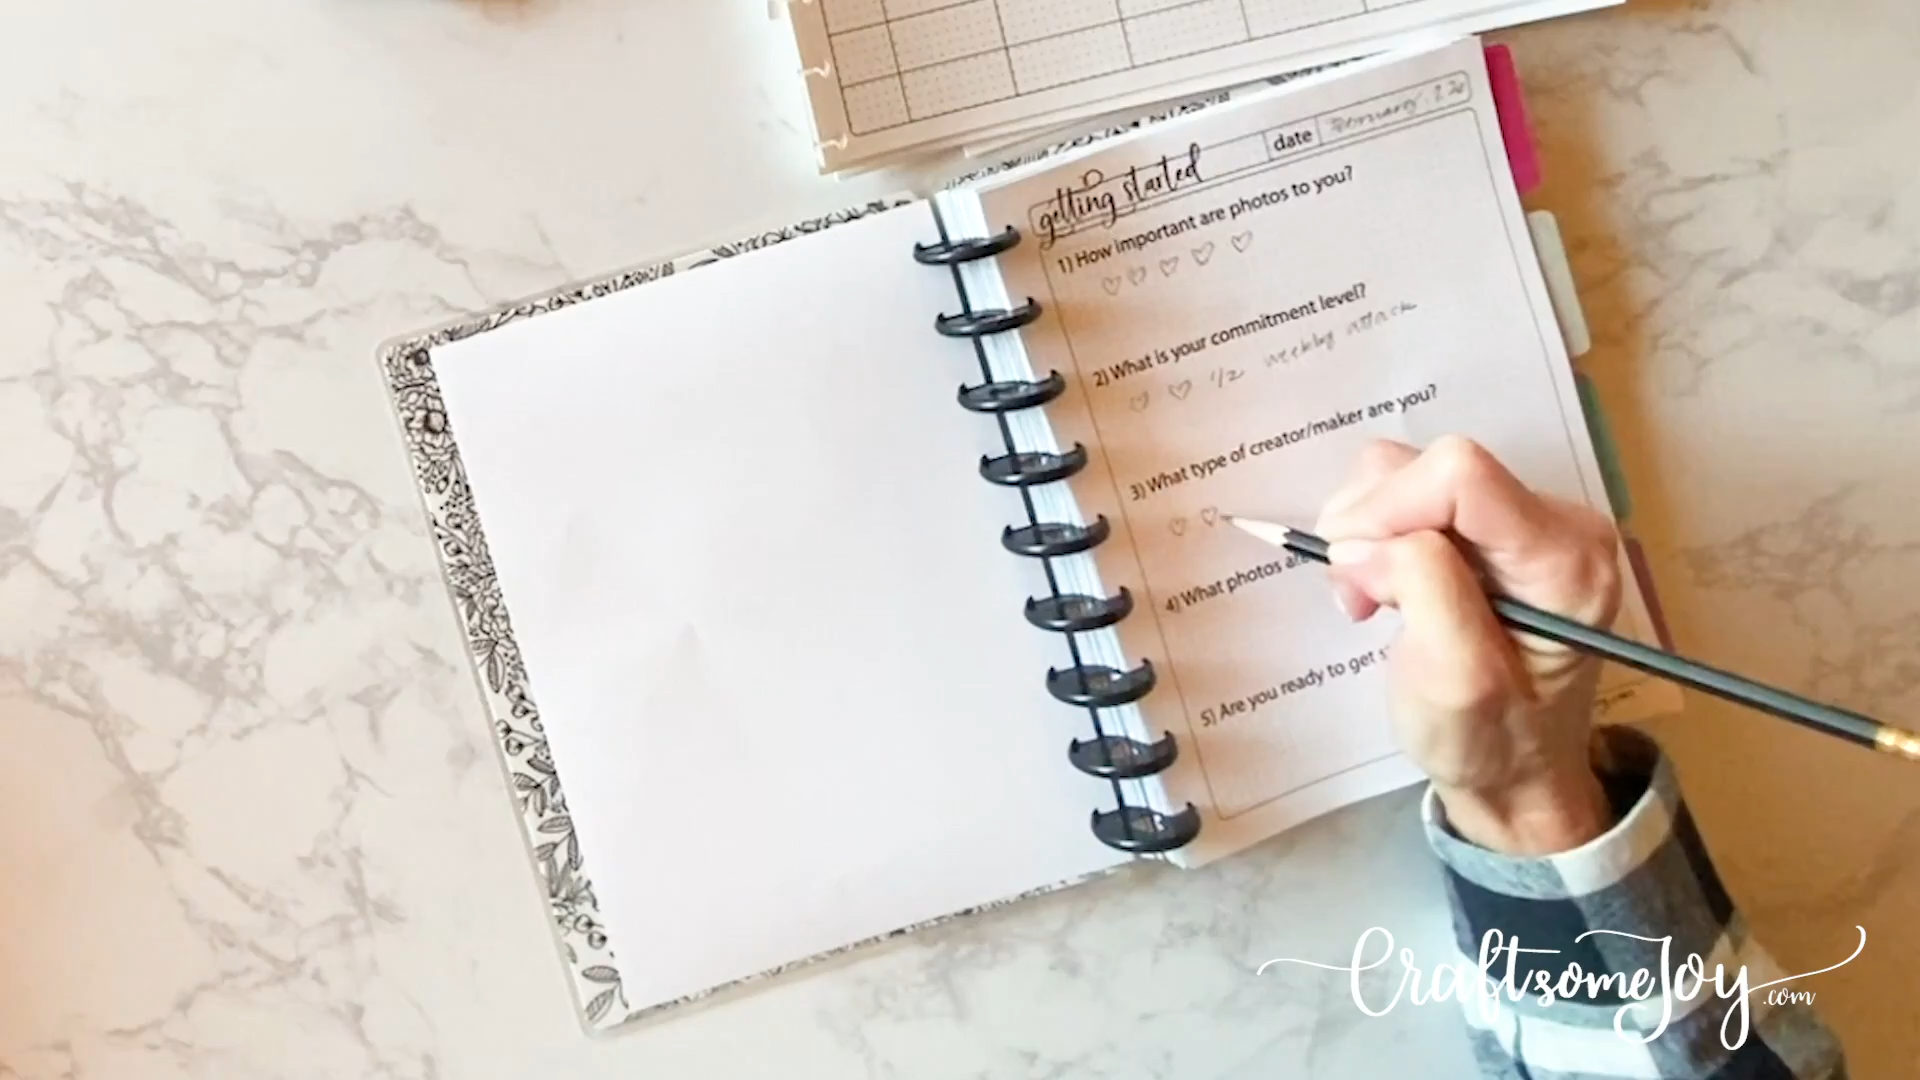 getting started
date
1) How important are photos to you?
2) What is your commitment level?
1/2 weekly attack
3) What type of creator/maker are you?
4) What photos
5) Are you ready to get
CraftsomeJoy.com